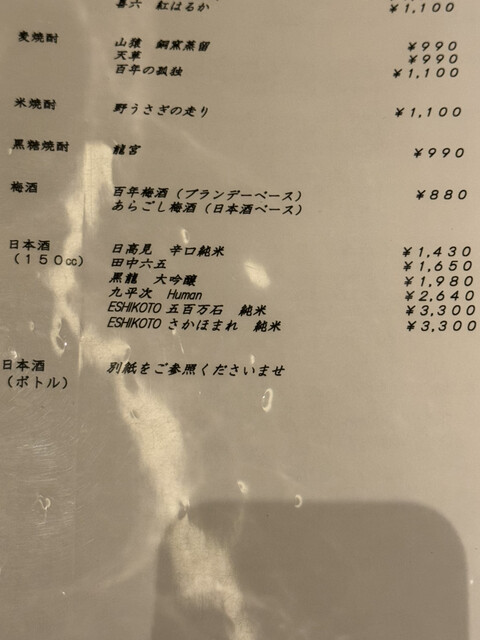 喜六 紅はるか ¥1,100
麦焼酎 山猿 銅窯蒸留 ¥990
天草 ¥990
百年の孤独 ¥1,100
米焼酎 野うさぎの走り ¥1,100
黒糖焼酎 龍宮 ¥990
梅酒 百年梅酒（ブランデーベース） ¥880
あらごし梅酒（日本酒ベース）
日本酒 日高見 辛口純米 ¥1,430
（150cc） 田中六五 ¥1,650
黒龍 大吟醸 ¥1,980
九平次 Human ¥2,640
ESHIKOTO 五百万石 純米 ¥3,300
ESHIKOTO さかほまれ 純米 ¥3,300
日本酒 別紙をご参照くださいませ
（ボトル）